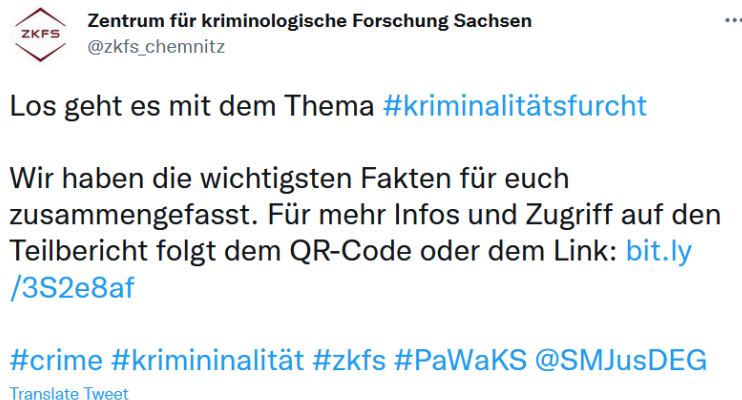 ZKFS
Zentrum für kriminologische Forschung Sachsen
@zkfs_chemnitz
Los geht es mit dem Thema #kriminalitätsfurcht
Wir haben die wichtigsten Fakten für euch
zusammengefasst. Für mehr Infos und Zugriff auf den
Teilbericht folgt dem QR-Code oder dem Link: bit.ly
/3S2e8af
#crime #krimininalität #zkfs #PaWaKS @SMJusDEG
Translate Tweet